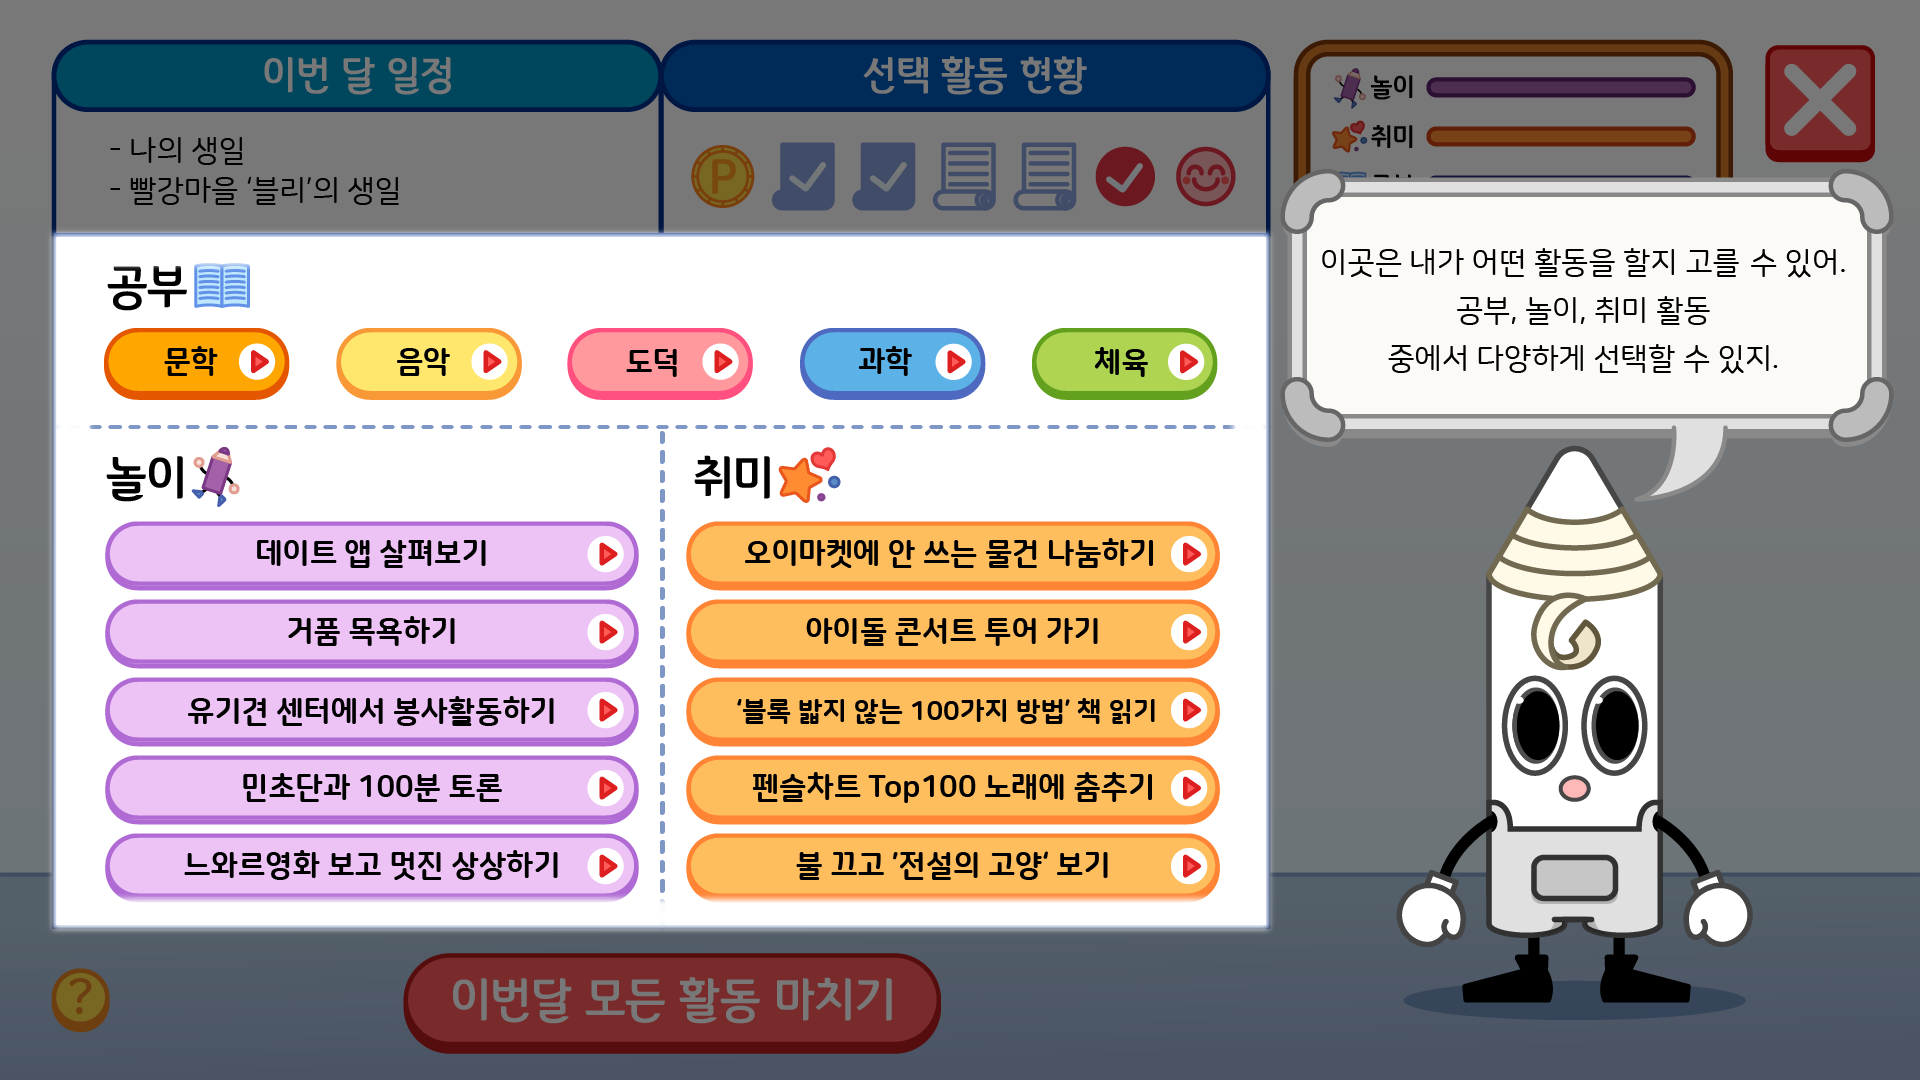 이번 달 일정
- 나의 생일
- 빨강마을 ‘블리’의 생일
선택 활동 현황
P
놀이
취미
공부
문학
음악
도덕
과학
체육
놀이
데이트 앱 살펴보기
거품 목욕하기
유기견 센터에서 봉사활동하기
민초단과 100분 토론
느와르영화 보고 멋진 상상하기
취미
오이마켓에 안 쓰는 물건 나눔하기
아이돌 콘서트 투어 가기
‘블록 밟지 않는 100가지 방법’ 책 읽기
펜슬차트 Top100 노래에 춤추기
불 끄고 ’전설의 고양‘ 보기
이곳은 내가 어떤 활동을 할지 고를 수 있어.
공부, 놀이, 취미 활동
중에서 다양하게 선택할 수 있지.
?
이번달 모든 활동 마치기